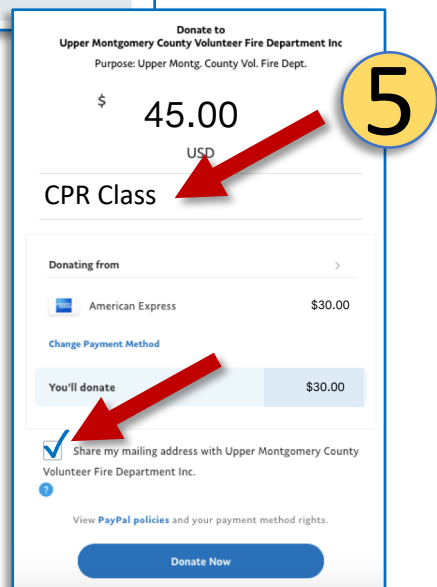 Donate to
Upper Montgomery County Volunteer Fire Department Inc
Purpose: Upper Montg. County Vol. Fire Dept.
5
$ 45.00
USD
CPR Class
Donating from >
American Express $30.00
Change Payment Method
You'll donate $30.00
Share my mailing address with Upper Montgomery County
Volunteer Fire Department Inc.
?
View PayPal policies and your payment method rights.
Donate Now